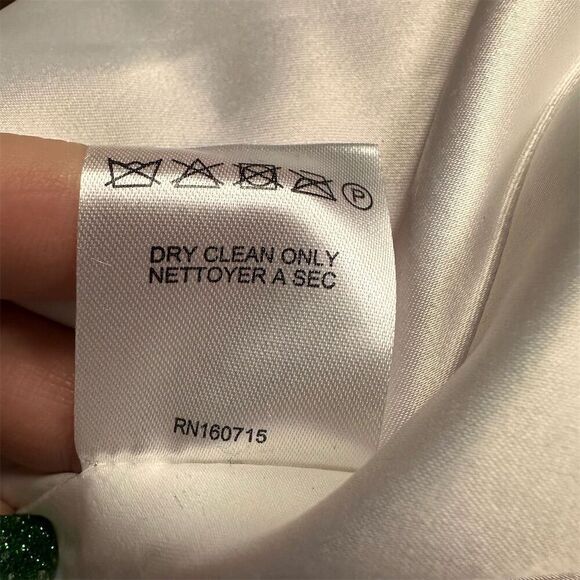 P
DRY CLEAN ONLY
NETTOYER A SEC
RN160715